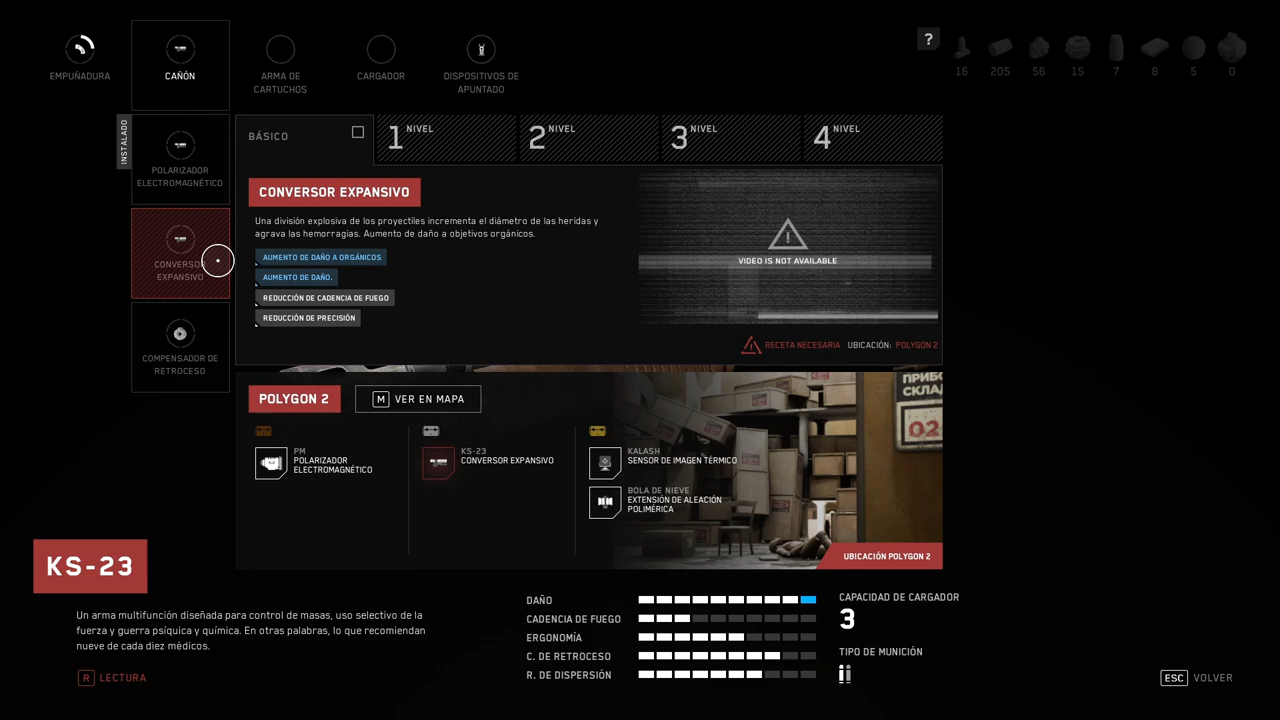 EMPUÑADURA
CAÑÓN
ARMA DE
CARTUCHOS
CARGADOR
DISPOSITIVOS DE
APUNTADO
?
16 205 56 15 7 8 5 0
INSTALADO
POLARIZADOR
ELECTROMAGNÉTICO
CONVERSOR
EXPANSIVO
COMPENSADOR DE
RETROCESO
BÁSICO
1 NIVEL
2 NIVEL
3 NIVEL
4 NIVEL
CONVERSOR EXPANSIVO
Una división explosiva de los proyectiles incrementa el diámetro de las heridas y
agrava las hemorragias. Aumento de daño a objetivos orgánicos.
AUMENTO DE DAÑO A ORGÁNICOS
AUMENTO DE DAÑO.
REDUCCIÓN DE CADENCIA DE FUEGO
REDUCCIÓN DE PRECISIÓN
VIDEO IS NOT AVAILABLE
RECETA NECESARIA UBICACIÓN: POLYGON 2
POLYGON 2
M VER EN MAPA
PM
POLARIZADOR
ELECTROMAGNÉTICO
KS-23
CONVERSOR EXPANSIVO
KALASH
SENSOR DE IMAGEN TÉRMICO
BOLA DE NIEVE
EXTENSIÓN DE ALEACIÓN
POLIMÉRICA
02
UBICACIÓN POLYGON 2
KS-23
Un arma multifunción diseñada para control de masas, uso selectivo de la
fuerza y guerra psíquica y química. En otras palabras, lo que recomiendan
nueve de cada diez médicos.
R LECTURA
DAÑO
CADENCIA DE FUEGO
ERGONOMÍA
C. DE RETROCESO
R. DE DISPERSIÓN
CAPACIDAD DE CARGADOR
3
TIPO DE MUNICIÓN
ESC VOLVER